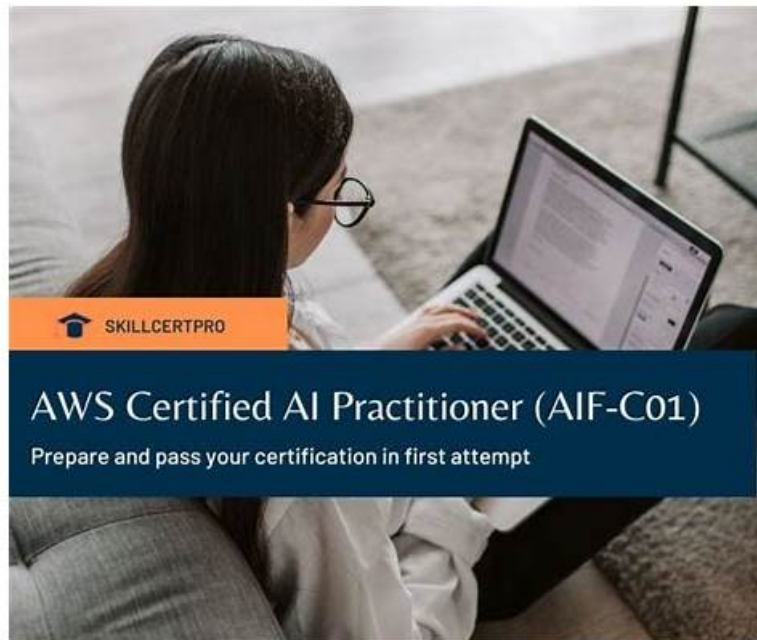 SKILLCERTPRO
AWS Certified AI Practitioner (AIF-C01)
Prepare and pass your certification in first attempt